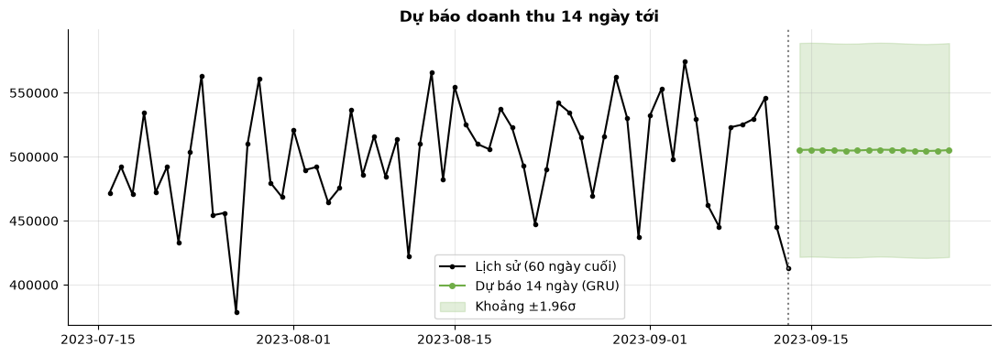 Dự báo doanh thu 14 ngày tới
550000
500000
450000
400000
Lịch sử (60 ngày cuối)
Dự báo 14 ngày (GRU)
Khoảng ±1.96σ
2023-07-15
2023-08-01
2023-08-15
2023-09-01
2023-09-15